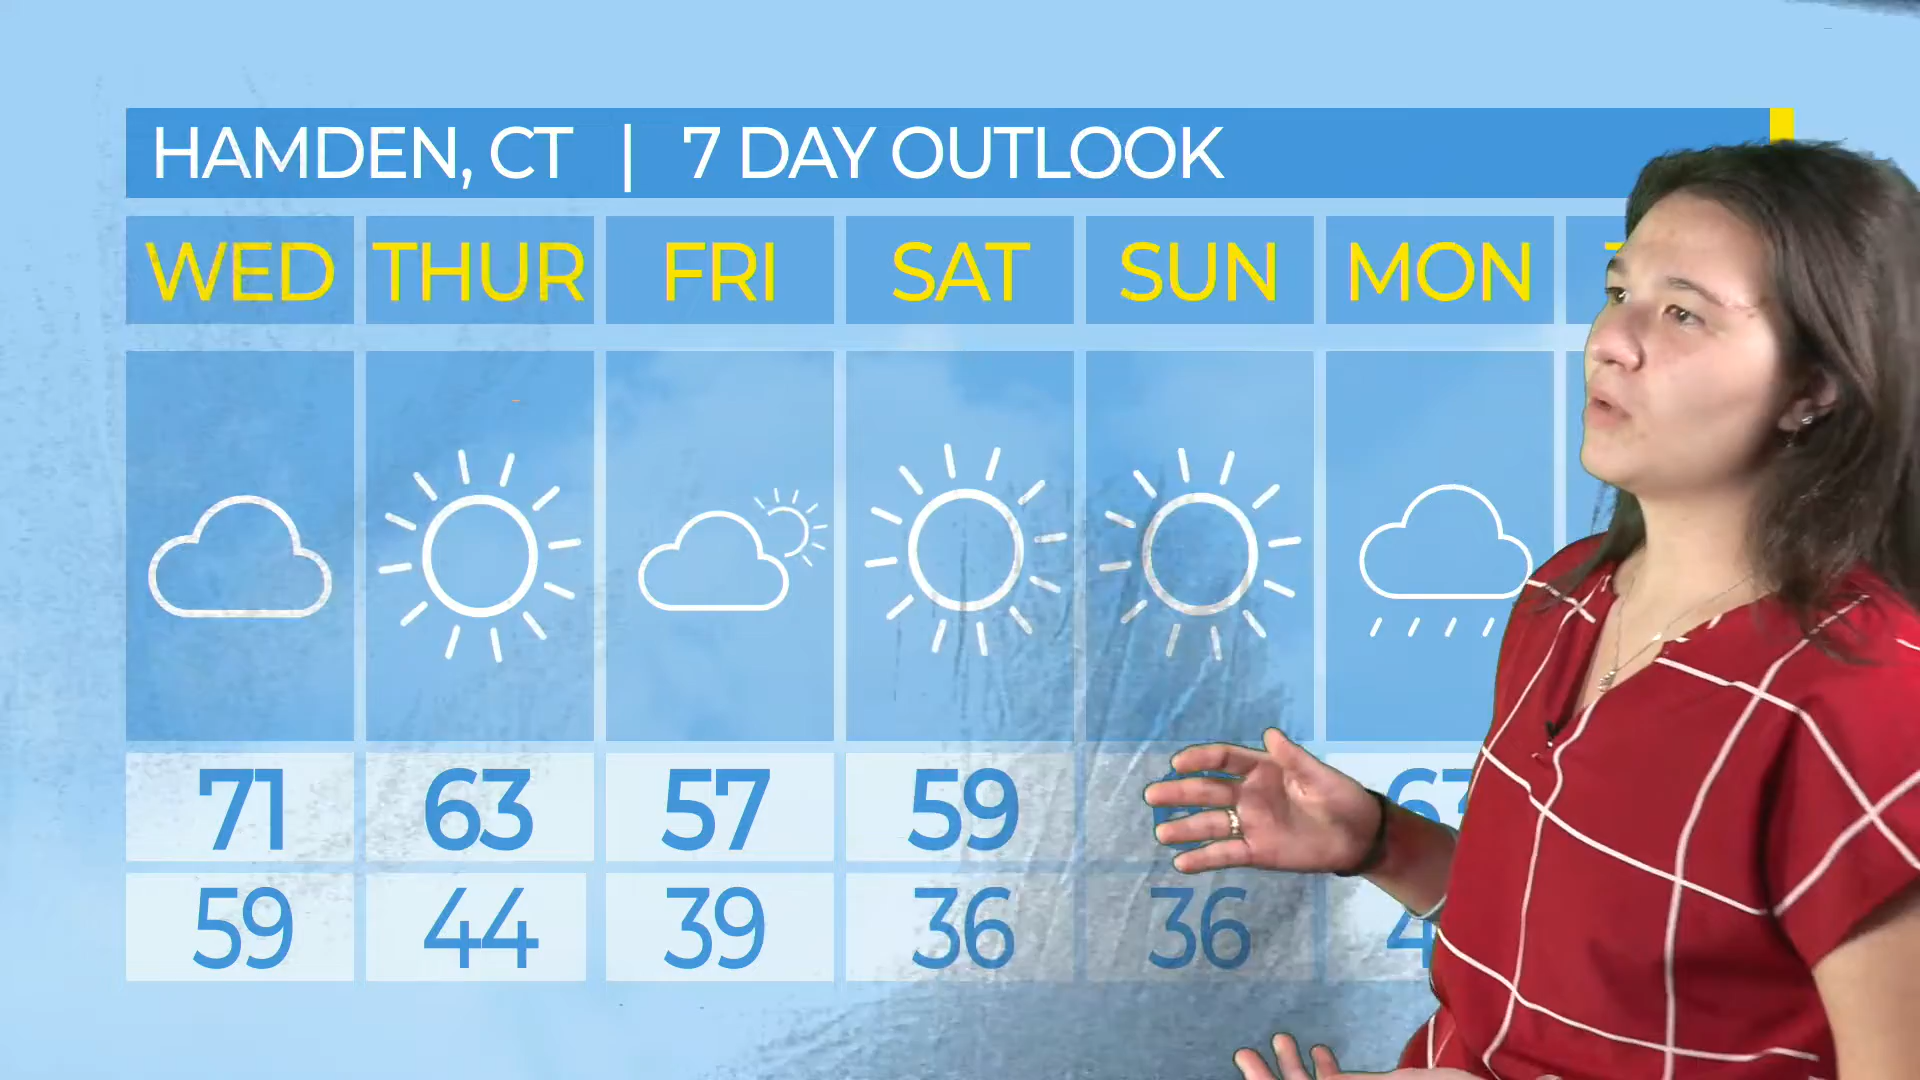 HAMDEN, CT | 7 DAY OUTLOOK
WED THUR FRI SAT SUN MON
71 63 57 59
59 44 39 36 36